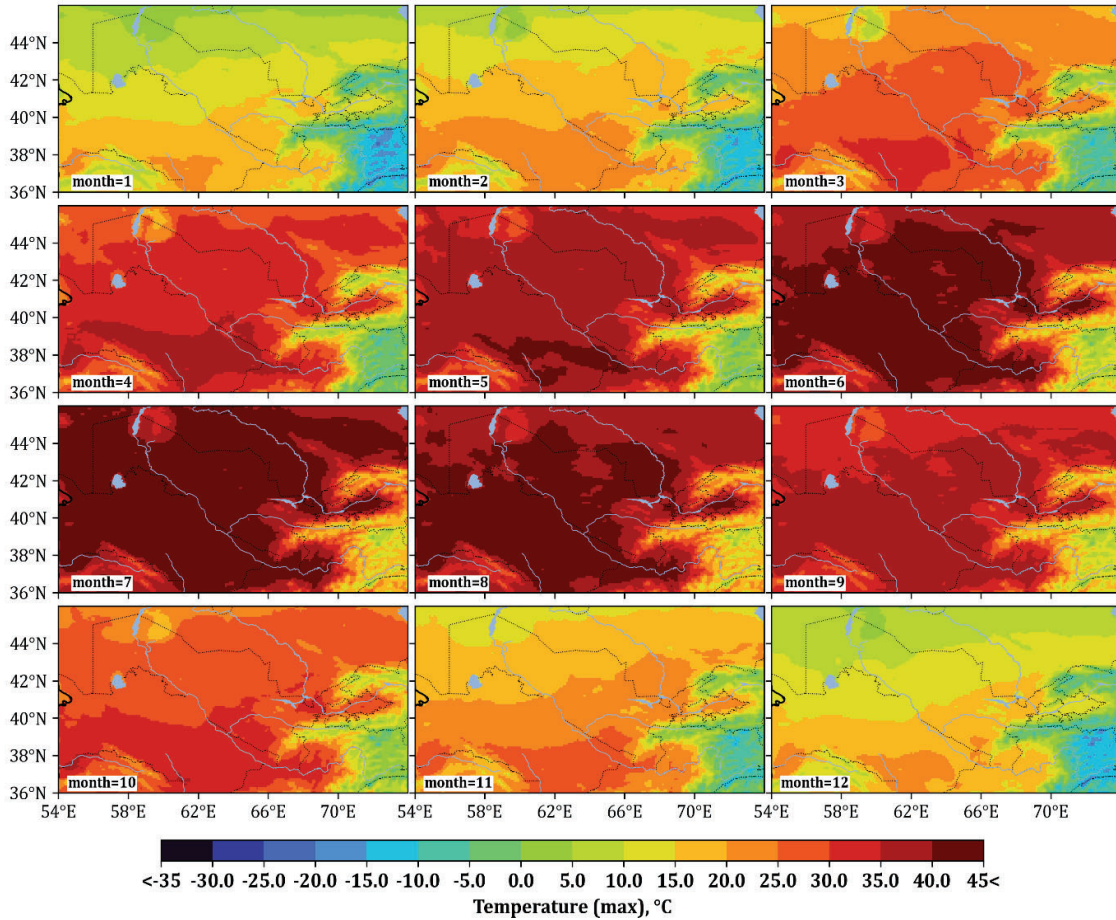 44°N
42°N
40°N
38°N
36°N
month=1
month=2
month=3
44°N
42°N
40°N
38°N
36°N
month=4
month=5
month=6
44°N
42°N
40°N
38°N
36°N
month=7
month=8
month=9
44°N
42°N
40°N
38°N
36°N
month=10
month=11
month=12
54°E 58°E 62°E 66°E 70°E 54°E 58°E 62°E 66°E 70°E 54°E 58°E 62°E 66°E 70°E
<-35 -30.0 -25.0 -20.0 -15.0 -10.0 -5.0 0.0 5.0 10.0 15.0 20.0 25.0 30.0 35.0 40.0 45<
Temperature (max), °C